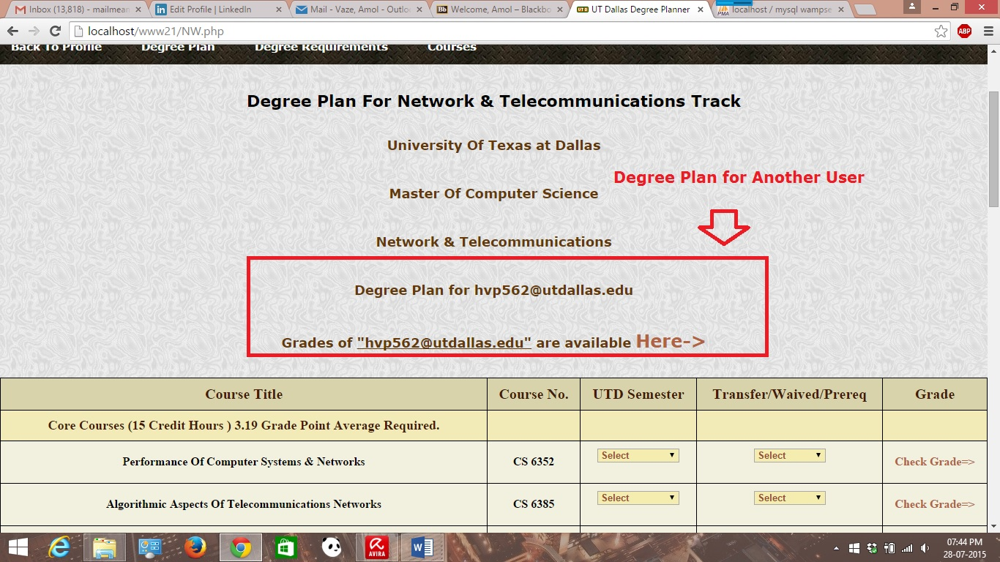 Inbox (13,818) - mailmean
Edit Profile | LinkedIn
Mail - Vaze, Amol - Outlo
Welcome, Amol – Blackbo
UT Dallas Degree Planner
localhost / mysql wampse
localhost/www21/NW.php
ABP
Back To Profile Degree Plan Degree Requirements Courses
Degree Plan For Network & Telecommunications Track
University Of Texas at Dallas
Degree Plan for Another User
Master Of Computer Science
Network & Telecommunications
Degree Plan for hvp562@utdallas.edu
Grades of "hvp562@utdallas.edu" are available Here->
Course Title Course No. UTD Semester Transfer/Waived/Prereq Grade
Core Courses (15 Credit Hours ) 3.19 Grade Point Average Required.
Performance Of Computer Systems & Networks CS 6352 Select Select Check Grade=>
Algorithmic Aspects Of Telecommunications Networks CS 6385 Select Select Check Grade=>
AVIRA
07:44 PM
28-07-2015